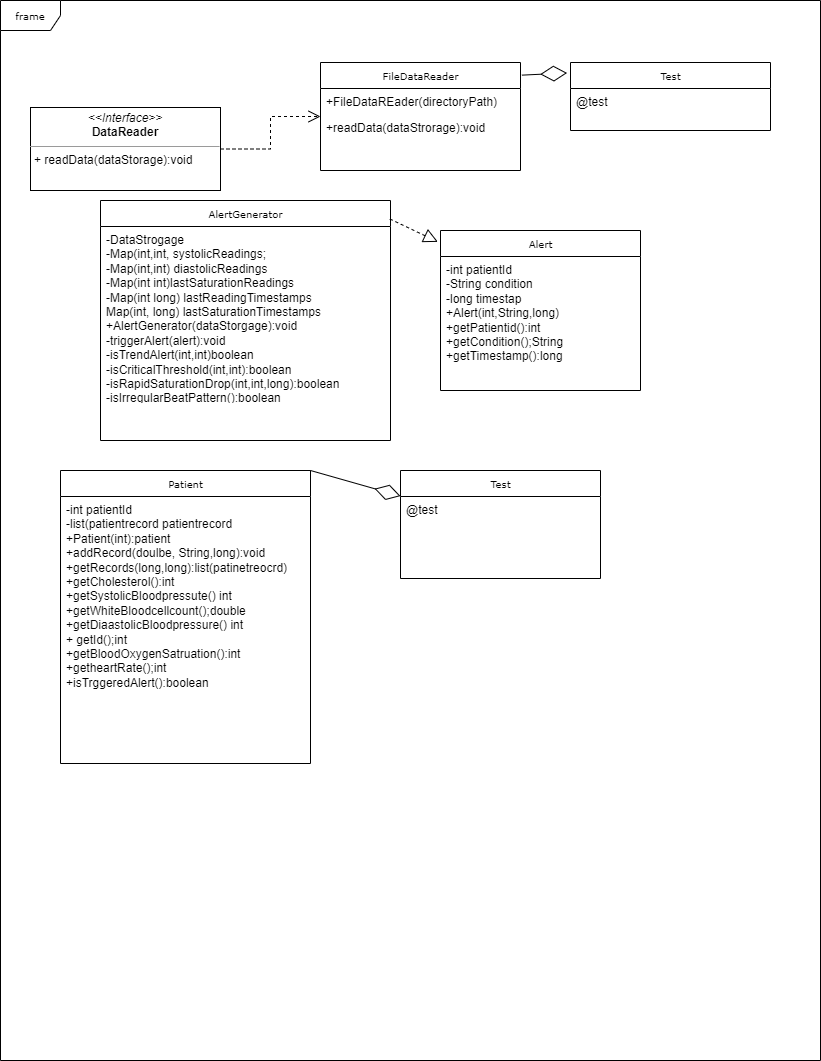 frame
FileDataReader
+FileDataREader(directoryPath)
+readData(dataStrorage):void
Test
@test
<<Interface>>
DataReader
+ readData(dataStorage):void
AlertGenerator
-DataStrogage
-Map(int,int, systolicReadings;
-Map(int,int) diastolicReadings
-Map(int int)lastSaturationReadings
-Map(int long) lastReadingTimestamps
Map(int, long) lastSaturationTimestamps
+AlertGenerator(dataStorgage):void
-triggerAlert(alert):void
-isTrendAlert(int,int)boolean
-isCriticalThreshold(int,int):boolean
-isRapidSaturationDrop(int,int,long):boolean
-isIrregularBeatPattern():boolean
Alert
-int patientId
-String condition
-long timestap
+Alert(int,String,long)
+getPatientid():int
+getCondition();String
+getTimestamp():long
Patient
-int patientId
-list(patientrecord patientrecord
+Patient(int):patient
+addRecord(doulbe, String,long):void
+getRecords(long,long):list(patinetreocrd)
+getCholesterol():int
+getSystolicBloodpressute() int
+getWhiteBloodcellcount();double
+getDiaastolicBloodpressure() int
+ getId();int
+getBloodOxygenSatruation():int
+getheartRate();int
+isTrggeredAlert():boolean
Test
@test